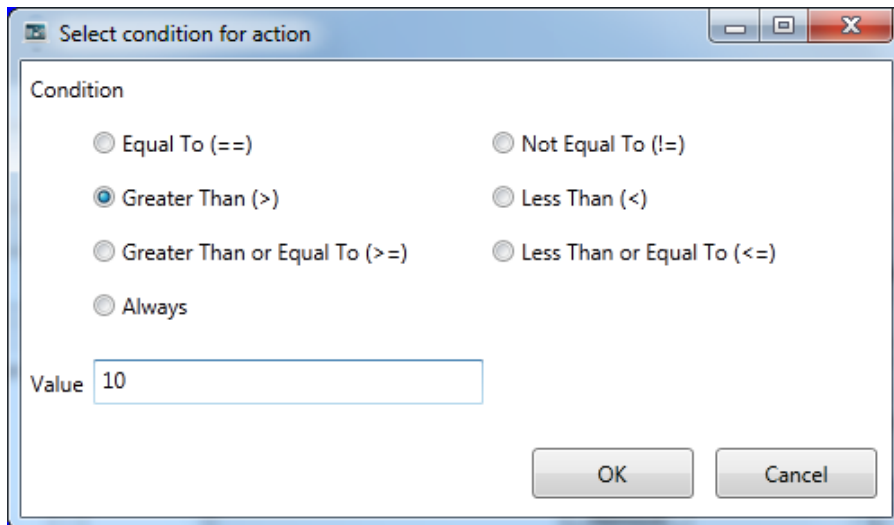 Select condition for action
Condition
Equal To (==) Not Equal To (!=)
Greater Than (>) Less Than (<)
Greater Than or Equal To (>=) Less Than or Equal To (<=)
Always
Value 10
OK Cancel